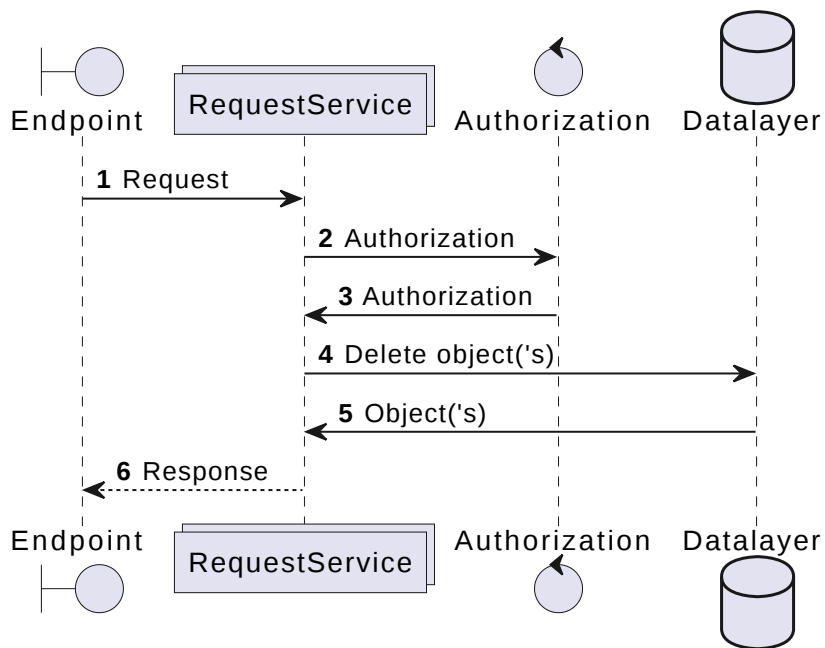 Endpoint
RequestService
Authorization
Datalayer
1 Request
2 Authorization
3 Authorization
4 Delete object('s)
5 Object('s)
6 Response
Endpoint
RequestService
Authorization
Datalayer